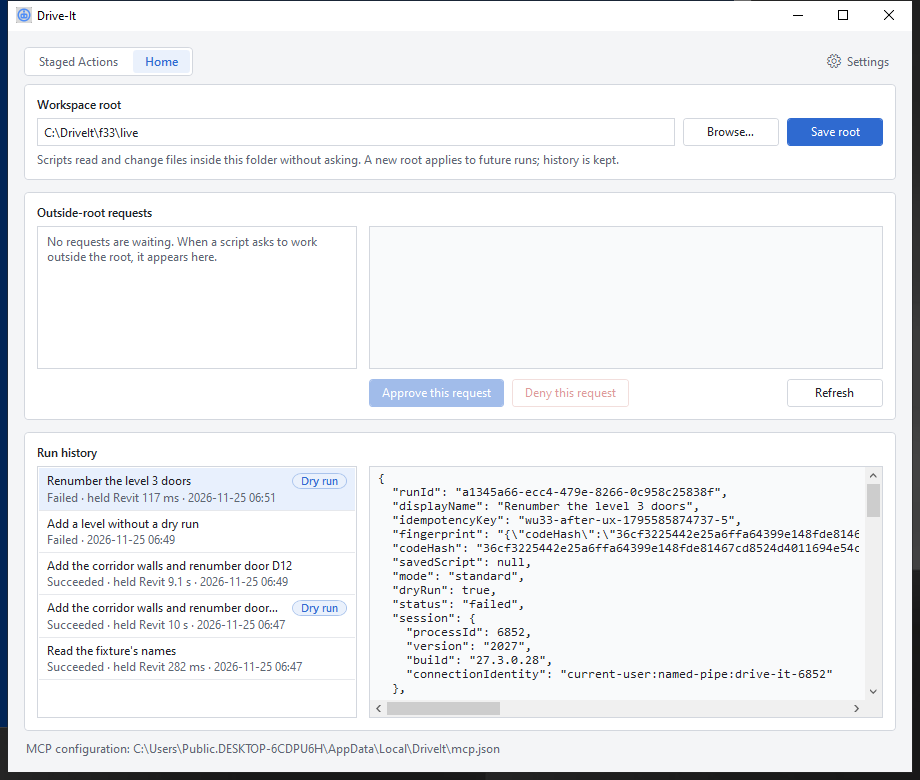 Drive-It
Staged Actions
Home
Settings
Workspace root
C:\DriveIt\f33\live
Browse...
Save root
Scripts read and change files inside this folder without asking. A new root applies to future runs; history is kept.
Outside-root requests
No requests are waiting. When a script asks to work
outside the root, it appears here.
Approve this request
Deny this request
Refresh
Run history
Renumber the level 3 doors
Dry run
Failed · held Revit 117 ms · 2026-11-25 06:51
Add a level without a dry run
Failed · 2026-11-25 06:49
Add the corridor walls and renumber door D12
Succeeded · held Revit 9.1 s · 2026-11-25 06:49
Add the corridor walls and renumber door...
Dry run
Succeeded · held Revit 10 s · 2026-11-25 06:47
Read the fixture's names
Succeeded · held Revit 282 ms · 2026-11-25 06:47
{
"runId": "a1345a66-ecc4-479e-8266-0c958c25838f",
"displayName": "Renumber the level 3 doors",
"idempotencyKey": "wu33-after-ux-1795585874737-5",
"fingerprint": "{\"codeHash\":\"36cf3225442e25a6ffa64399e148fde8146
"codeHash": "36cf3225442e25a6ffa64399e148fde81467cd8524d4011694e54c
"savedScript": null,
"mode": "standard",
"dryRun": true,
"status": "failed",
"session": {
"processId": 6852,
"version": "2027",
"build": "27.3.0.28",
"connectionIdentity": "current-user:named-pipe:drive-it-6852"
},
MCP configuration: C:\Users\Public.DESKTOP-6CDPU6H\AppData\Local\DriveIt\mcp.json